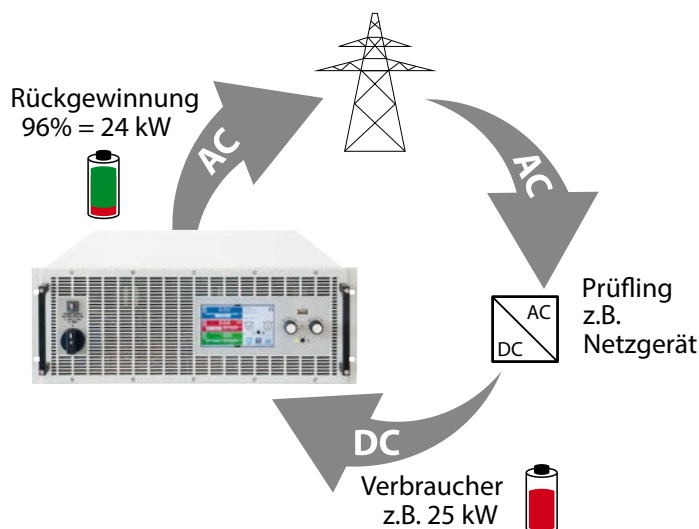 Rückgewinnung
96% = 24 kW
AC
AC
AC
DC
Prüfling
z.B.
Netzgerät
DC
Verbraucher
z.B. 25 kW